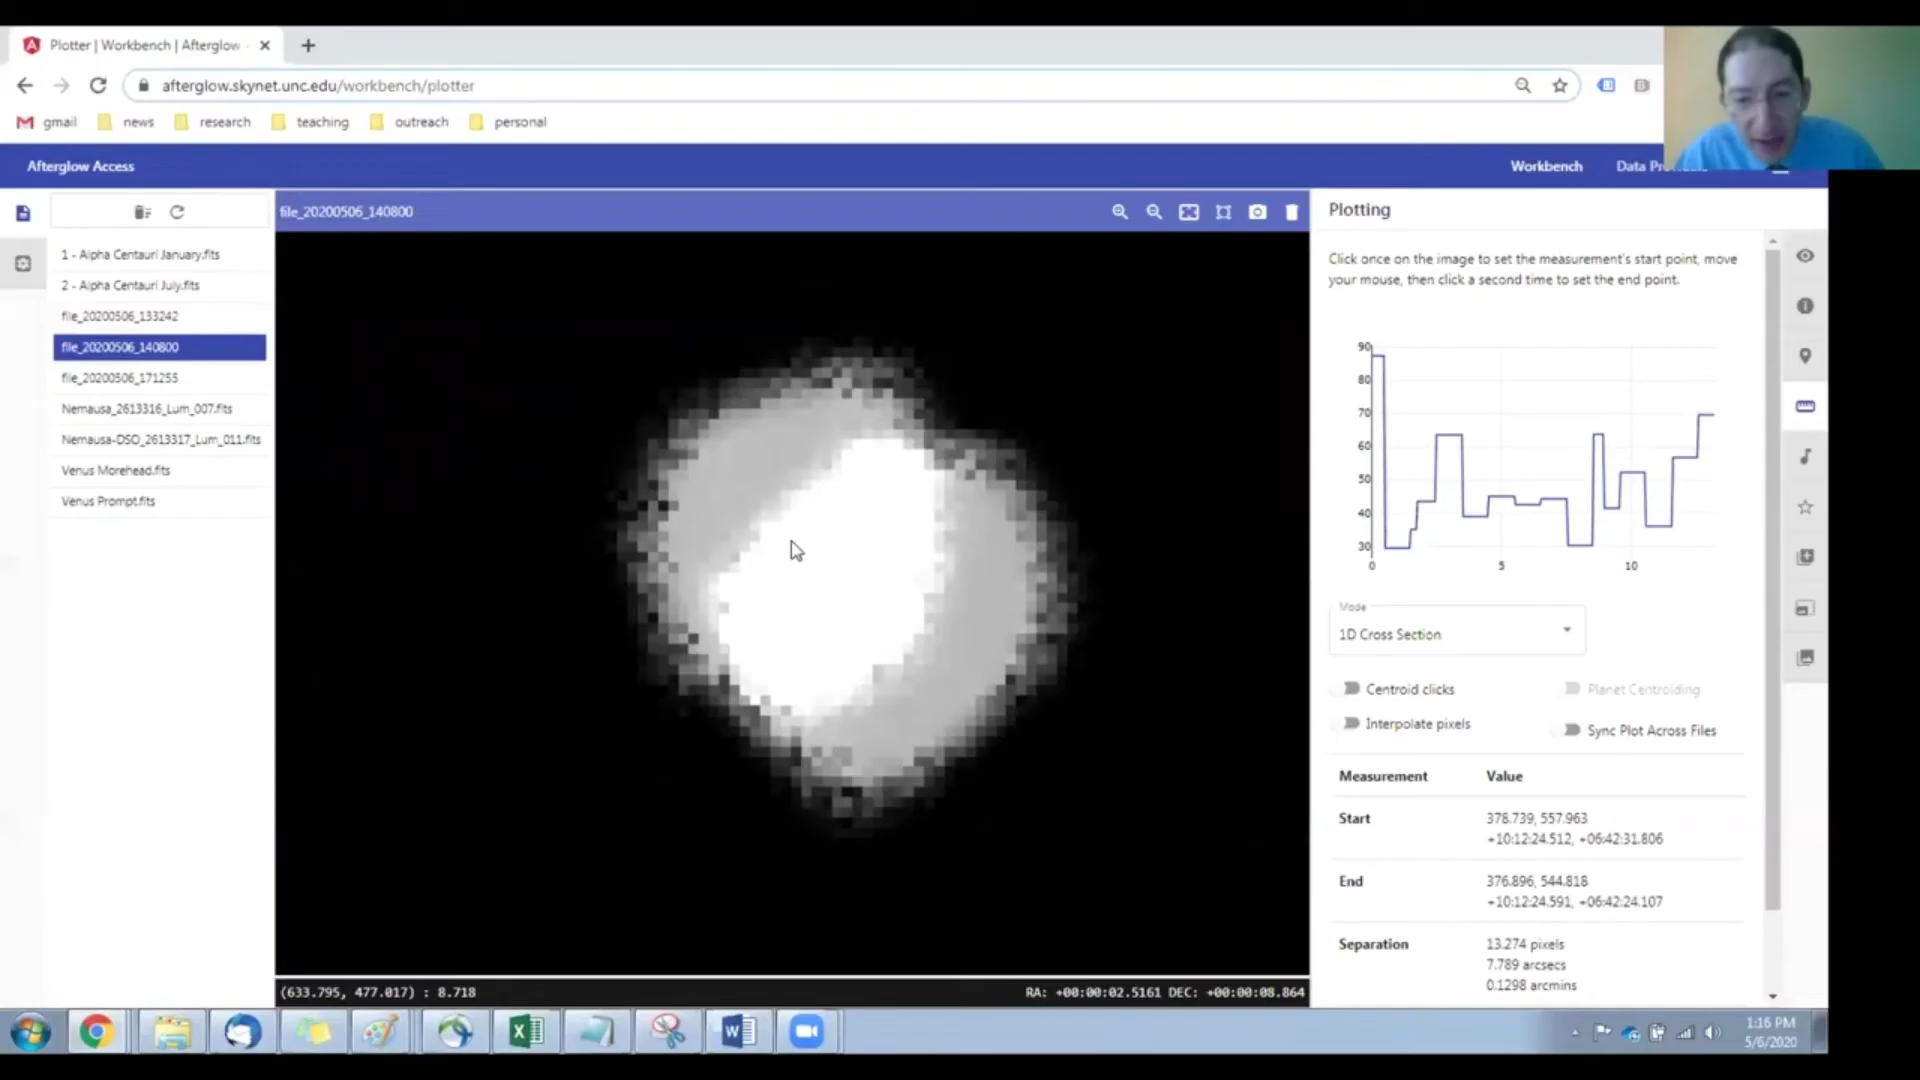 Plotter | Workbench | Afterglow
afterglow.skynet.unc.edu/workbench/plotter
gmail news research teaching outreach personal
Afterglow Access
Workbench
Data Pr
file_20200506_140800
1 - Alpha Centauri January.fits
2 - Alpha Centauri July.fits
file_20200506_133242
file_20200506_140800
file_20200506_171255
Nemausa_2613316_Lum_007.fits
Nemausa-DSO_2613317_Lum_011.fits
Venus Morehead.fits
Venus Prompt.fits
(633.795, 477.017) : 8.718
RA: +00:00:02.5161 DEC: +00:00:08.864
Plotting
Click once on the image to set the measurement's start point, move
your mouse, then click a second time to set the end point.
90
80
70
60
50
40
30
0 5 10
Mode
1D Cross Section
Centroid clicks
Planet Centroiding
Interpolate pixels
Sync Plot Across Files
Measurement Value
Start 378.739, 557.963
+10:12:24.512, +06:42:31.806
End 376.896, 544.818
+10:12:24.591, +06:42:24.107
Separation 13.274 pixels
7.789 arcsecs
0.1298 arcmins
1:16 PM
5/6/2020